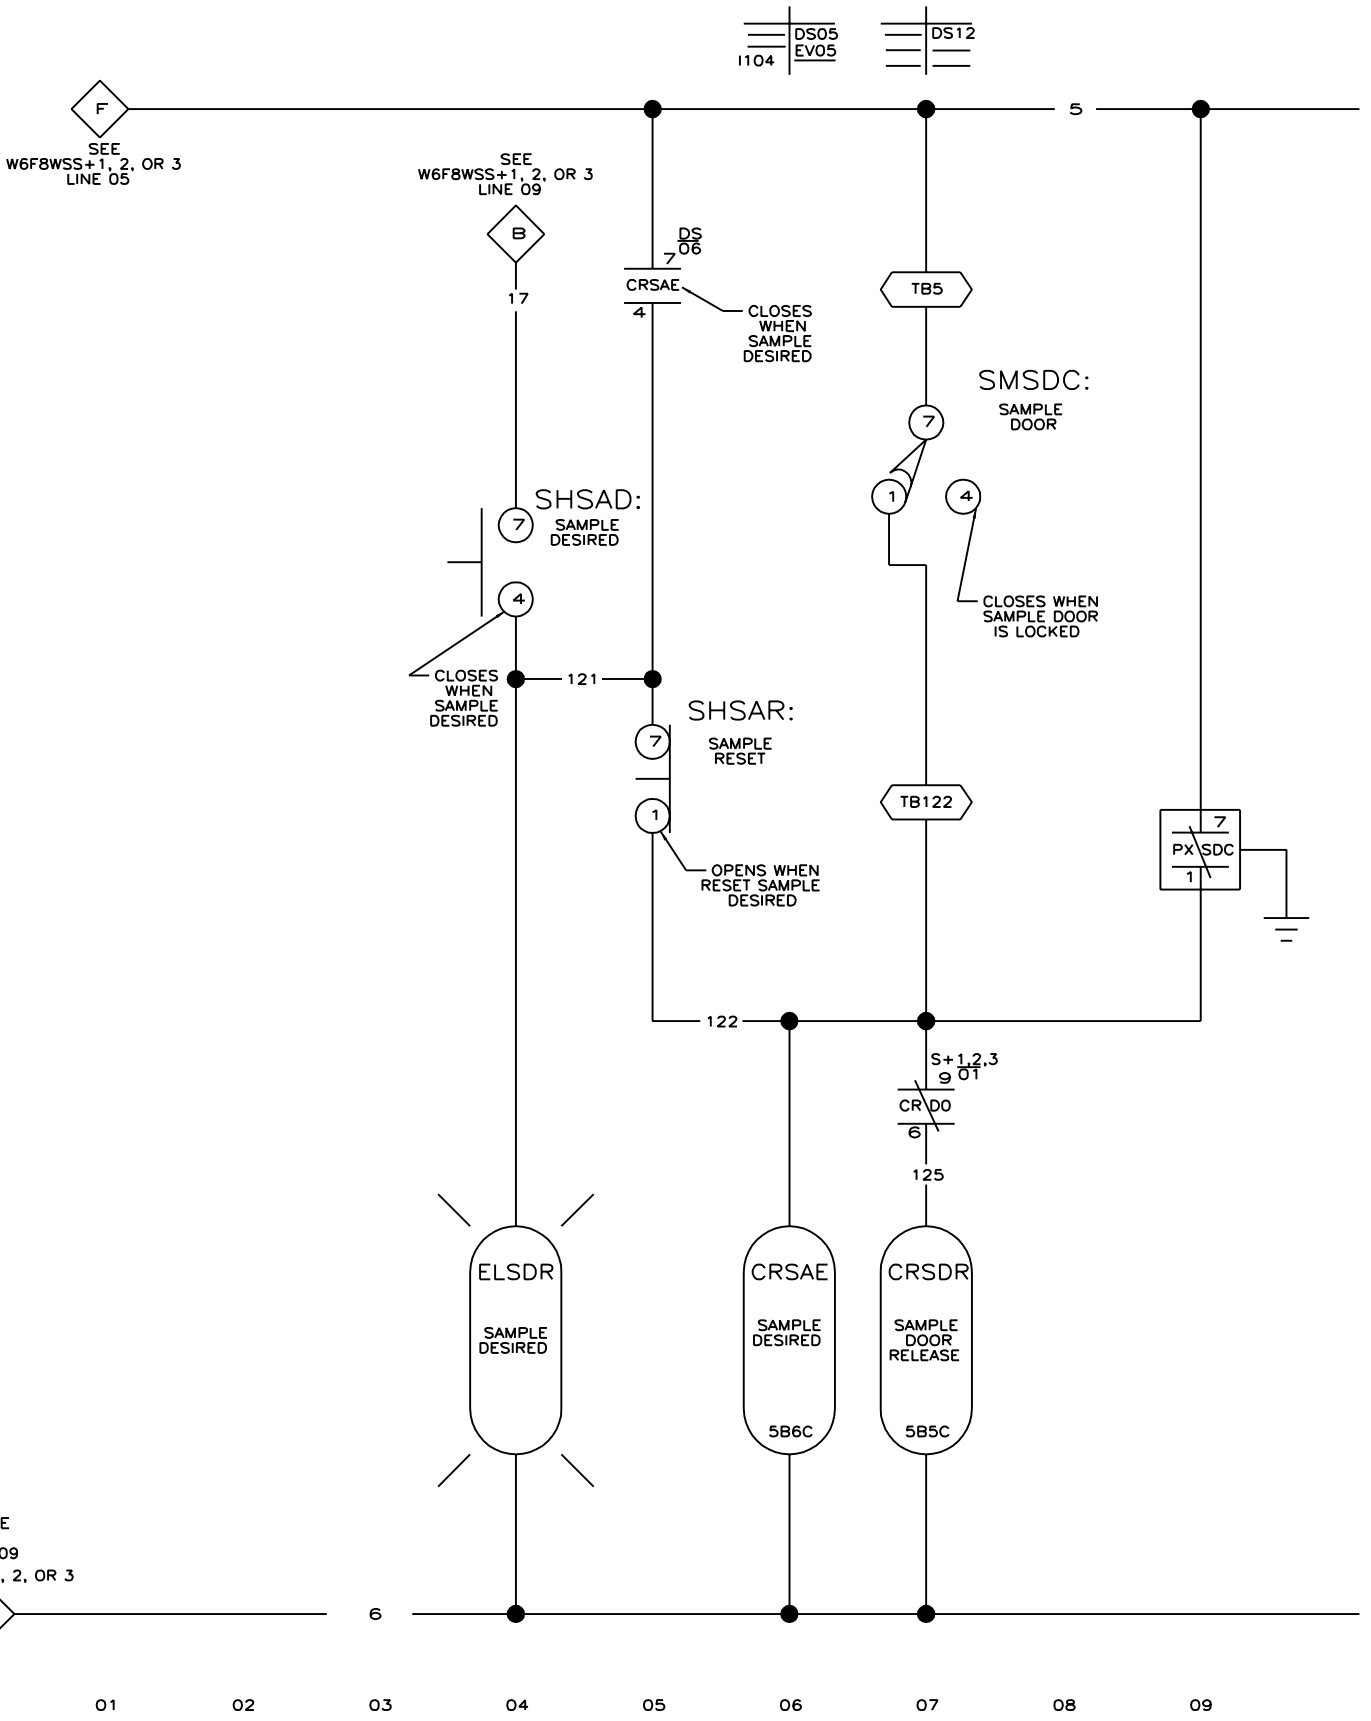 DS05
EV05
1104
DS12
F
SEE
W6F8WSS+1, 2, OR 3
LINE 05
5
SEE
W6F8WSS+1, 2, OR 3
LINE 09
B
17
DS
06
7
CRSAE
4
CLOSES
WHEN
SAMPLE
DESIRED
TB5
SMSDC:
SAMPLE
DOOR
7
1
4
CLOSES WHEN
SAMPLE DOOR
IS LOCKED
SHSAD:
SAMPLE
DESIRED
7
4
CLOSES
WHEN
SAMPLE
DESIRED
121
SHSAR:
SAMPLE
RESET
7
1
OPENS WHEN
RESET SAMPLE
DESIRED
TB122
7
PX SDC
1
122
S+1,2,3
01
9
CR DO
6
125
ELSDR
SAMPLE
DESIRED
CRSAE
SAMPLE
DESIRED
5B6C
CRSDR
SAMPLE
DOOR
RELEASE
5B5C
E
09
, 2, OR 3
6
01 02 03 04 05 06 07 08 09